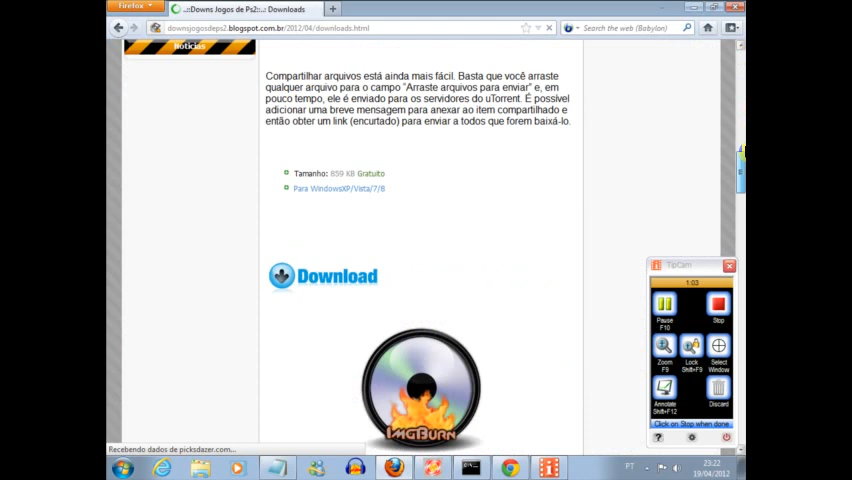 Firefox
..::Downs Jogos de Ps2::..: Downloads
downsjogosdeps2.blogspot.com.br/2012/04/downloads.html
Search the web (Babylon)
Notícias
Compartilhar arquivos está ainda mais fácil. Basta que você arraste
qualquer arquivo para o campo “Arraste arquivos para enviar” e, em
pouco tempo, ele é enviado para os servidores do uTorrent. É possível
adicionar uma breve mensagem para anexar ao item compartilhado e
então obter um link (encurtado) para enviar a todos que forem baixá-lo.
Tamanho: 859 KB Gratuito
Para WindowsXP/Vista/7/8
Download
IMGBURN
TipCam
1:03
Pause
F10
Stop
Zoom
F9
Lock
Shift+F9
Select
Window
Annotate
Shift+F12
Discard
Click on Stop when done
Recebendo dados de picksdazer.com...
PT
23:22
19/04/2012